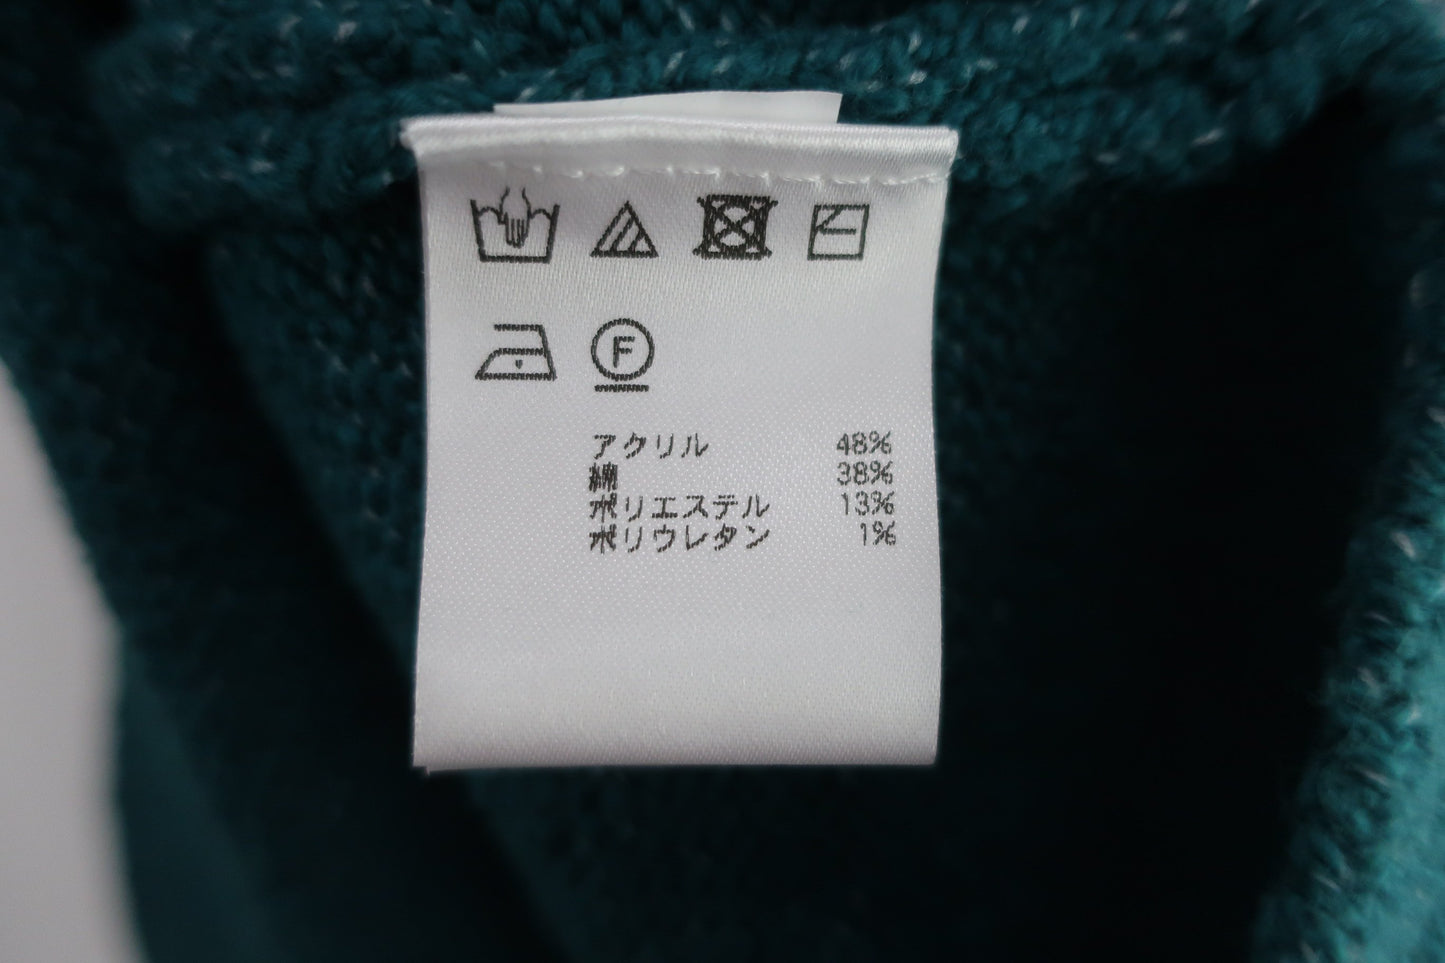 F
アクリル 48%
綿 38%
ポリエステル 13%
ポリウレタン 1%